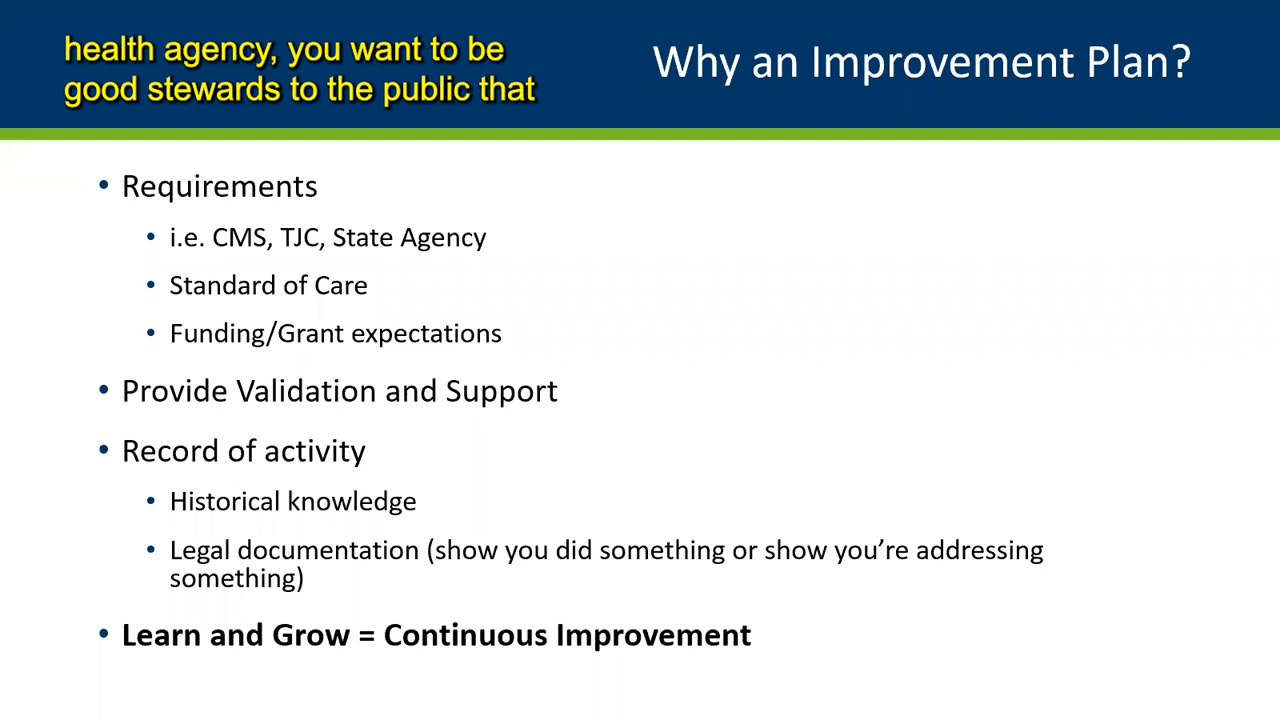 health agency, you want to be
good stewards to the public that
Why an Improvement Plan?
• Requirements
• i.e. CMS, TJC, State Agency
• Standard of Care
• Funding/Grant expectations
• Provide Validation and Support
• Record of activity
• Historical knowledge
• Legal documentation (show you did something or show you’re addressing
something)
• Learn and Grow = Continuous Improvement